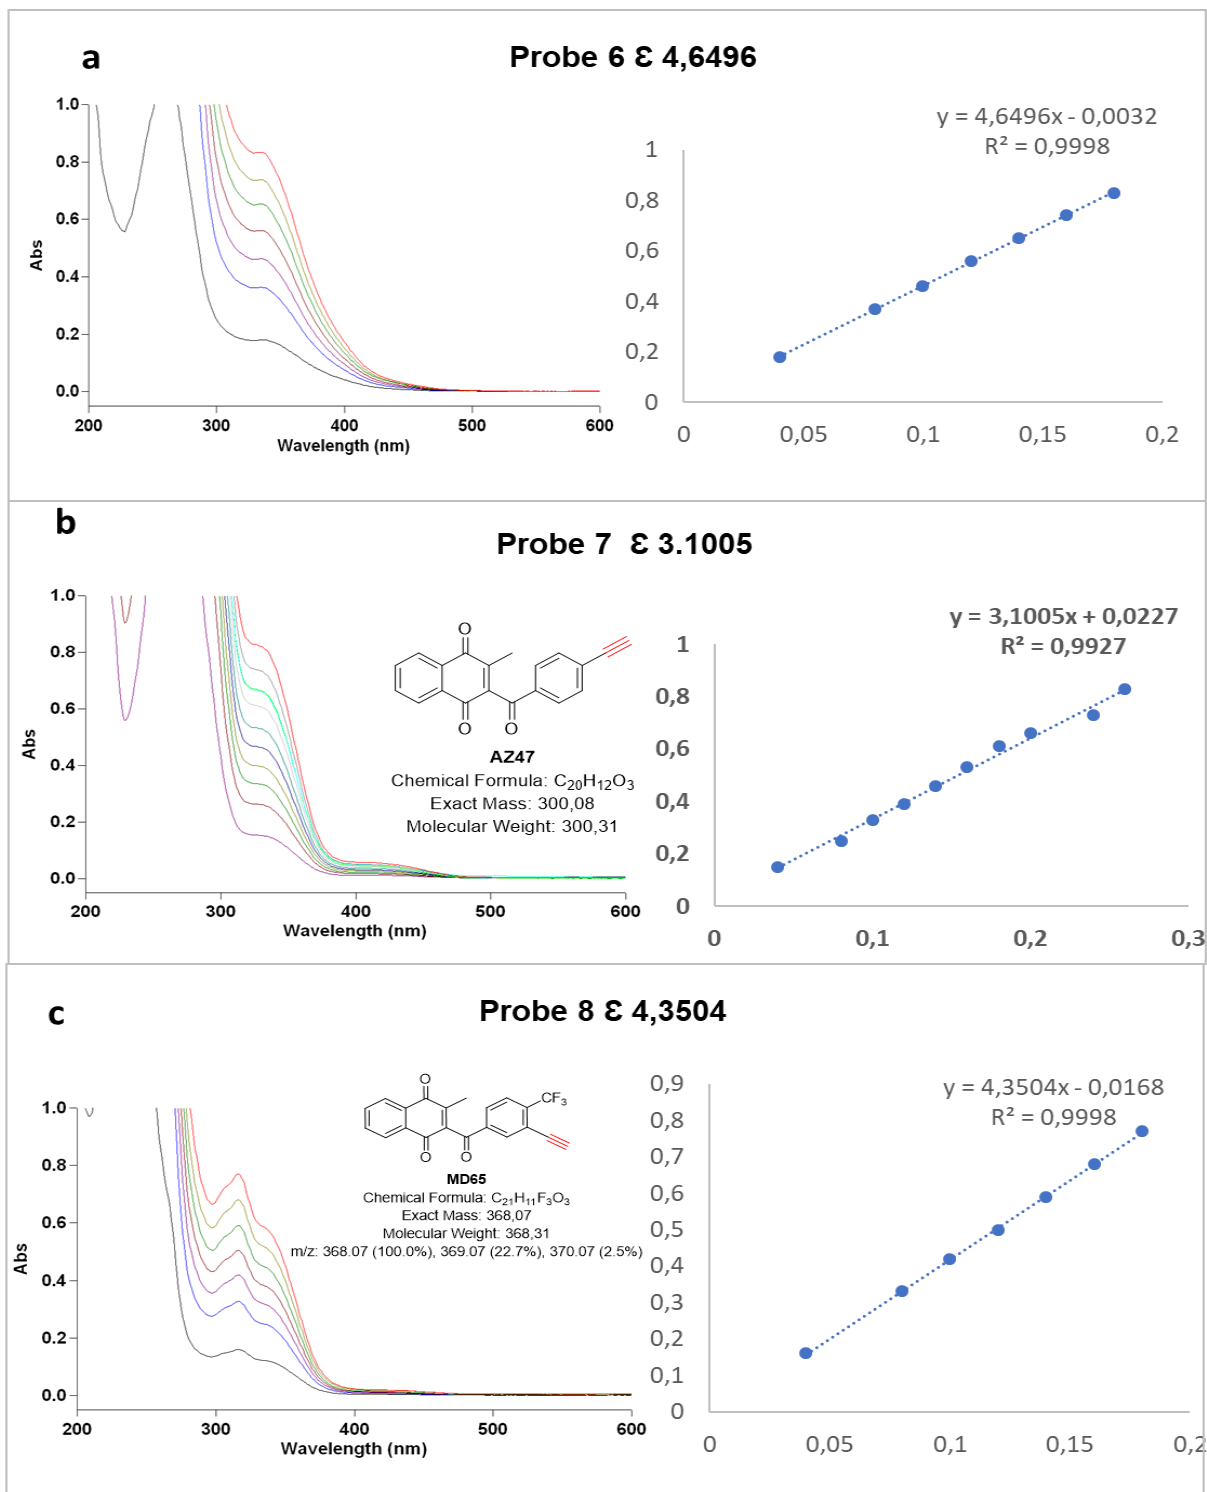 a
Probe 6 Ɛ 4,6496
1.0
0.8
0.6
0.4
0.2
0.0
Abs
200
300
400
500
600
Wavelength (nm)
y = 4,6496x - 0,0032
R² = 0,9998
1
0,8
0,6
0,4
0,2
0
0
0,05
0,1
0,15
0,2
b
Probe 7 Ɛ 3.1005
1.0
0.8
0.6
0.4
0.2
0.0
Abs
200
300
400
500
600
Wavelength (nm)
O
O
O
AZ47
Chemical Formula: C20H12O3
Exact Mass: 300,08
Molecular Weight: 300,31
y = 3,1005x + 0,0227
R² = 0,9927
1
0,8
0,6
0,4
0,2
0
0
0,1
0,2
0,3
c
Probe 8 Ɛ 4,3504
1.0
0.8
0.6
0.4
0.2
0.0
Abs
200
300
400
500
600
Wavelength (nm)
O
CF3
O
O
MD65
Chemical Formula: C21H11F3O3
Exact Mass: 368,07
Molecular Weight: 368,31
m/z: 368.07 (100.0%), 369.07 (22.7%), 370.07 (2.5%)
y = 4,3504x - 0,0168
R² = 0,9998
0,9
0,8
0,7
0,6
0,5
0,4
0,3
0,2
0,1
0
0
0,05
0,1
0,15
0,2